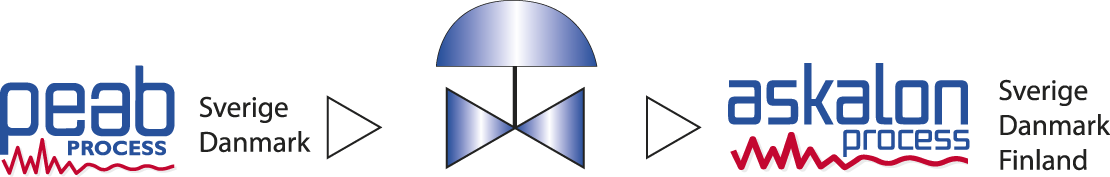 peab
PROCESS
Sverige
Danmark
askalon
process
Sverige
Danmark
Finland